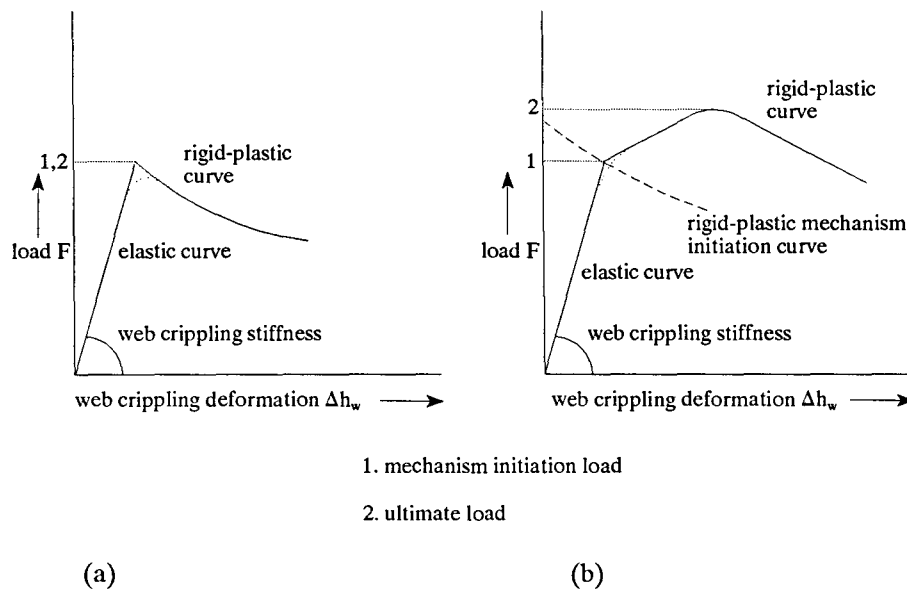 1,2
load F
rigid-plastic
curve
elastic curve
web crippling stiffness
web crippling deformation Δh_w
2
1
load F
rigid-plastic
curve
rigid-plastic mechanism
initiation curve
elastic curve
web crippling stiffness
web crippling deformation Δh_w
1. mechanism initiation load
2. ultimate load
(a)
(b)